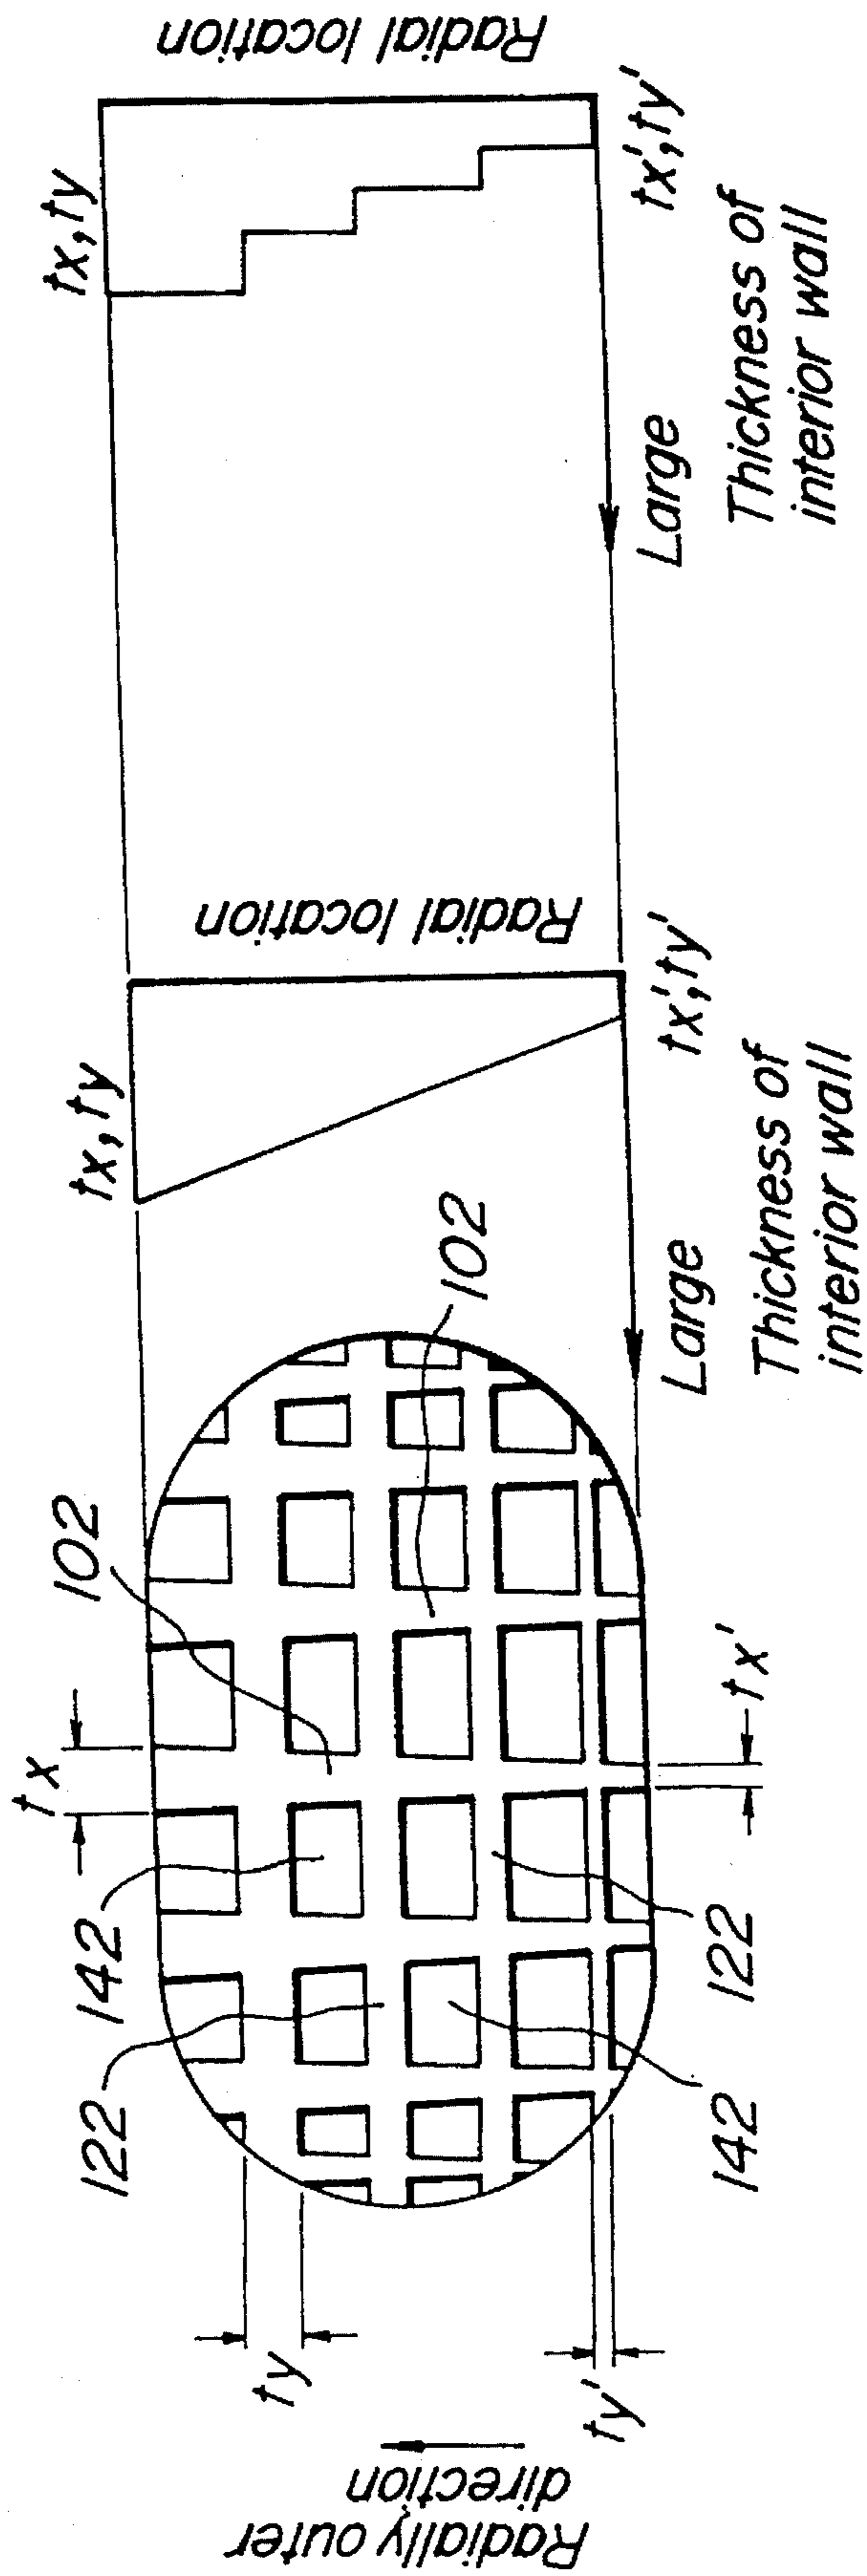 Radially outer
direction
ty
ty'
122
142
tx
102
102
142
122
tx'
tx, ty
Radial location
tx', ty'
Large
Thickness of
interior wall
tx, ty
Radial location
tx', ty'
Large
Thickness of
interior wall